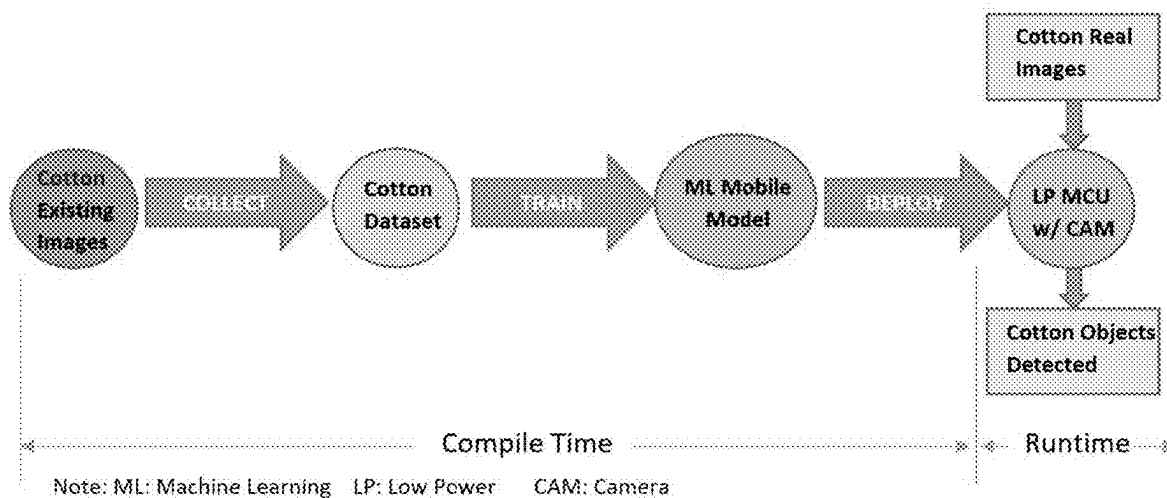 Cotton Real
Images
Cotton
Existing
Images
COLLECT
Cotton
Dataset
TRAIN
ML Mobile
Model
DEPLOY
LP MCU
w/ CAM
Cotton Objects
Detected
Compile Time
Runtime
Note: ML: Machine Learning LP: Low Power CAM: Camera